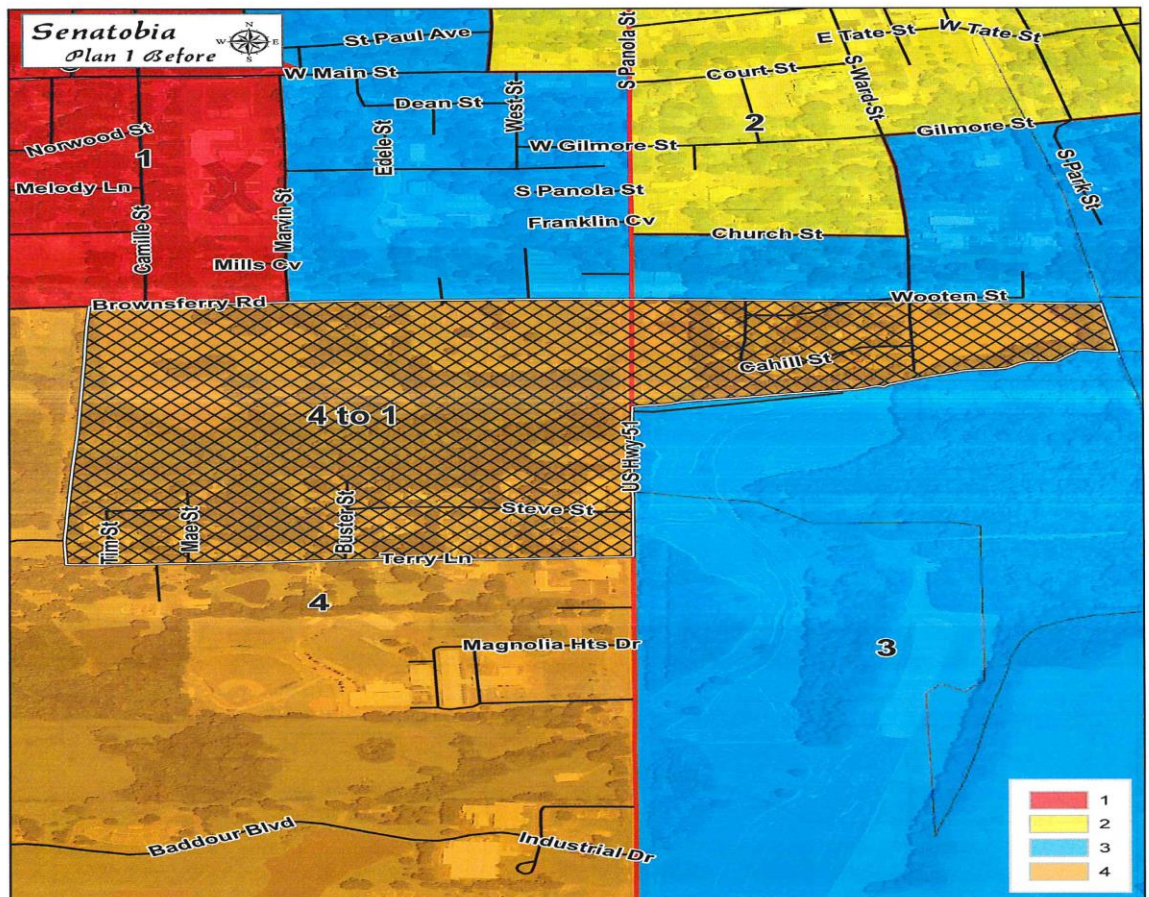 Senatobia
Plan 1 Before
N
W
E
S
St Paul Ave
S Panola St
E Tate St
W Tate St
W Main St
Court St
S Ward St
Dean St
West St
2
Gilmore St
Norwood St
1
Edele St
W Gilmore St
S Park St
Melody Ln
S Panola St
Marvin St
Franklin Cv
Camille St
Church St
Mills Cv
Brownsferry Rd
Wooten St
Cahill St
4 to 1
US Hwy 51
Steve St
Buster St
Mae St
Tim St
Terry Ln
4
Magnolia Hts Dr
3
Baddour Blvd
Industrial Dr
1
2
3
4